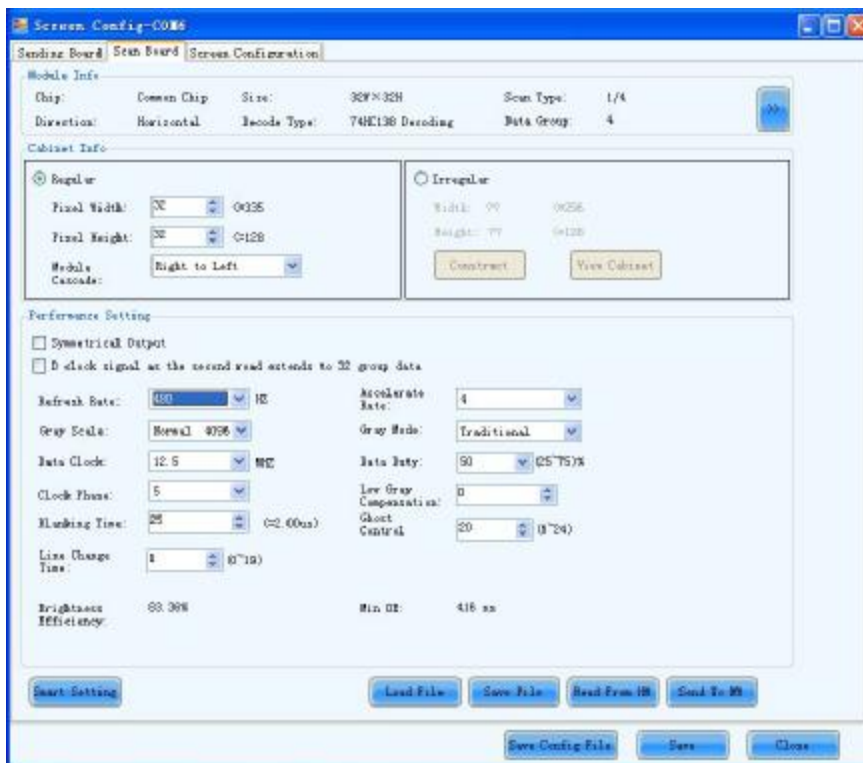 Screen Config-COM6
Sending Board Scan Board Screen Configuration
Module Info
Chip: Common Chip Size: 32W×32H Scan Type: 1/4
Direction: Horizontal Decode Type: 74HC138 Decoding Data Group: 4
Cabinet Info
Regular Irregular
Pixel Width: 32 Width:
Pixel Height: 32 Height:
Module Cascade: Right to Left Construct View Cabinet
Performance Setting
Symmetrical Output
D clock signal as the second road extends to 32 group data
Refresh Rate: 480 HZ Accelerate Rate: 4
Gray Scale: Normal 4096 Gray Mode: Traditional
Data Clock: 12.5 MHZ Data Duty: 50 (25~75)%
Clock Phase: 5 Low Gray Compensation: 0
Blanking Time: 25 (=2.00us) Ghost Control 20
Line Change Time:
Brightness Efficiency: Min OE: 416 ns
Smart Setting Load File Save File Read From HW Send To HW
Save Config File Save Close